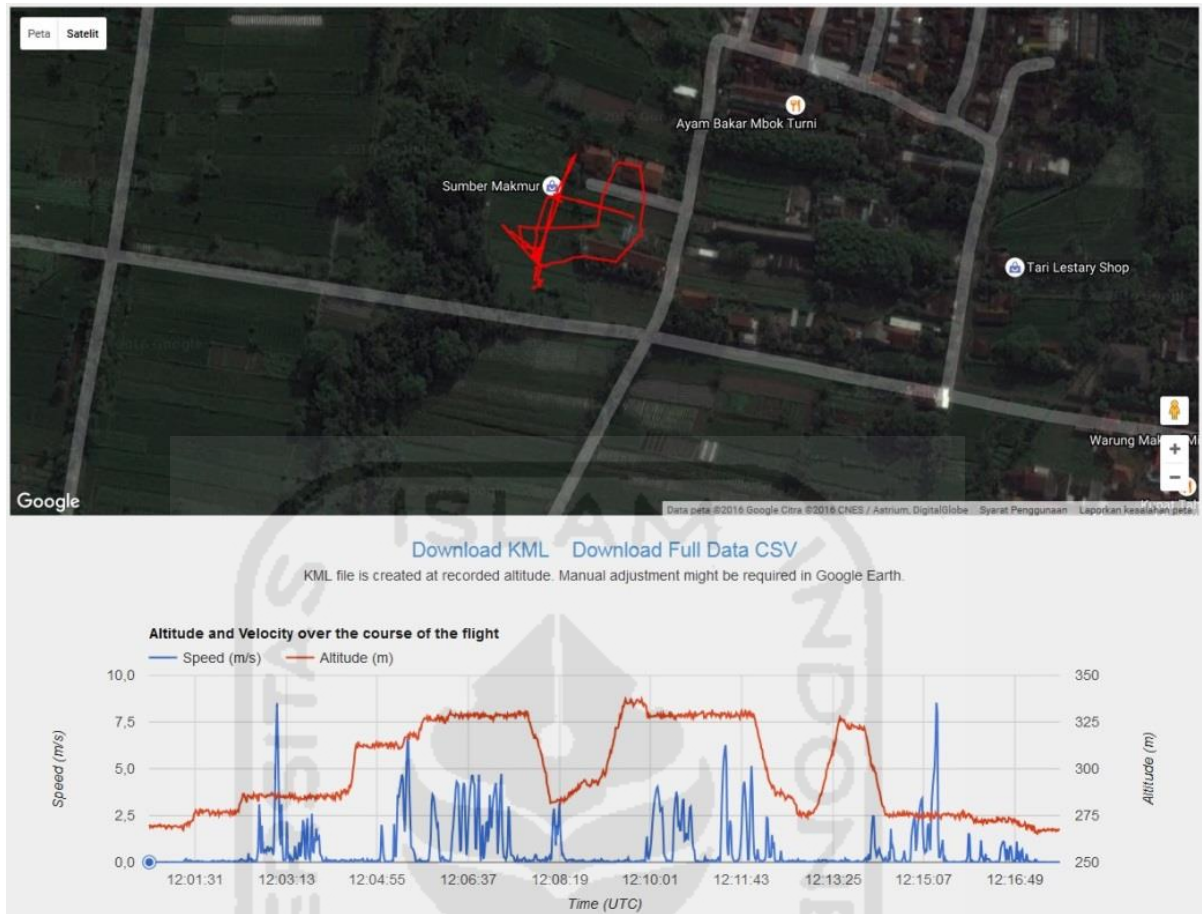 Peta Satelit
Ayam Bakar Mbok Turni
Sumber Makmur
Tari Lestary Shop
Warung Mak
Mi
+
−
Google
Data peta ©2016 Google Citra ©2016 CNES / Astrium, DigitalGlobe Syarat Penggunaan Laporkan kesalahan peta
ISLAM
Download KML Download Full Data CSV
KML file is created at recorded altitude. Manual adjustment might be required in Google Earth.
Altitude and Velocity over the course of the flight
Speed (m/s) Altitude (m)
10,0 350
7,5 325
5,0 300
2,5 275
0,0 250
Speed (m/s)
Altitude (m)
12:01:31 12:03:13 12:04:55 12:06:37 12:08:19 12:10:01 12:11:43 12:13:25 12:15:07 12:16:49
Time (UTC)